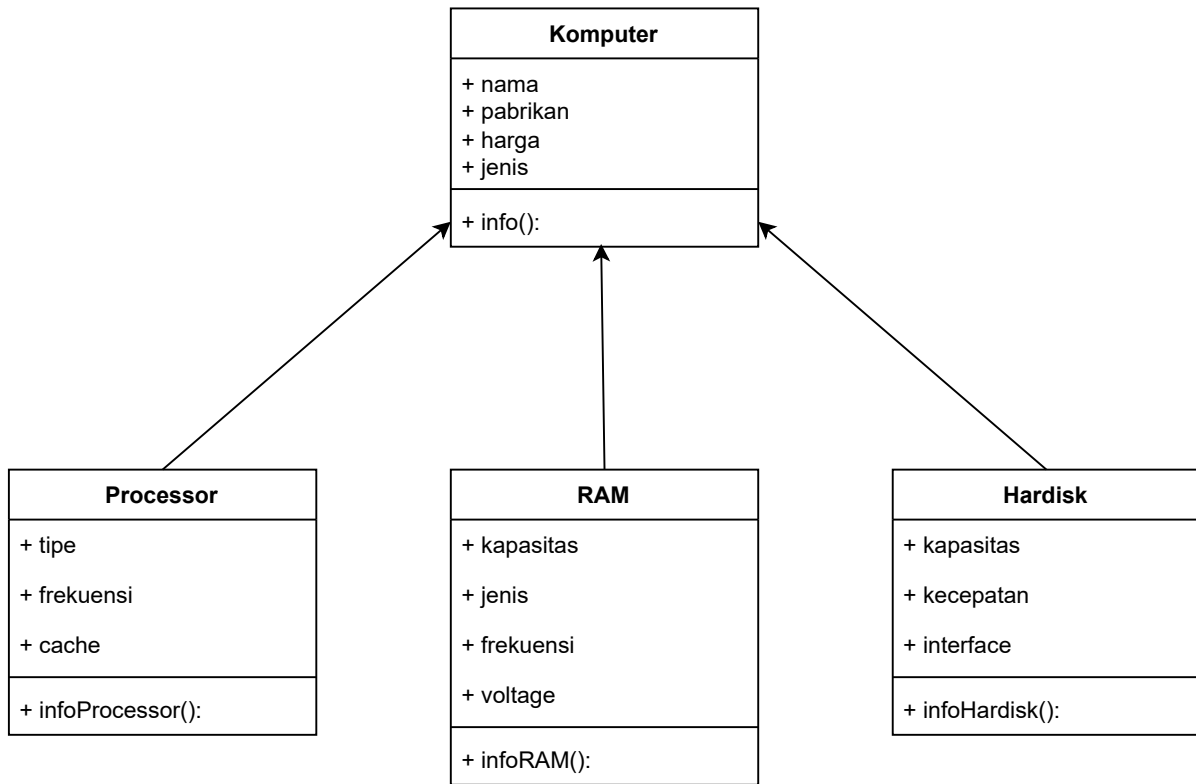 Komputer
+ nama
+ pabrikan
+ harga
+ jenis
+ info():
Processor
+ tipe
+ frekuensi
+ cache
+ infoProcessor():
RAM
+ kapasitas
+ jenis
+ frekuensi
+ voltage
+ infoRAM():
Hardisk
+ kapasitas
+ kecepatan
+ interface
+ infoHardisk():